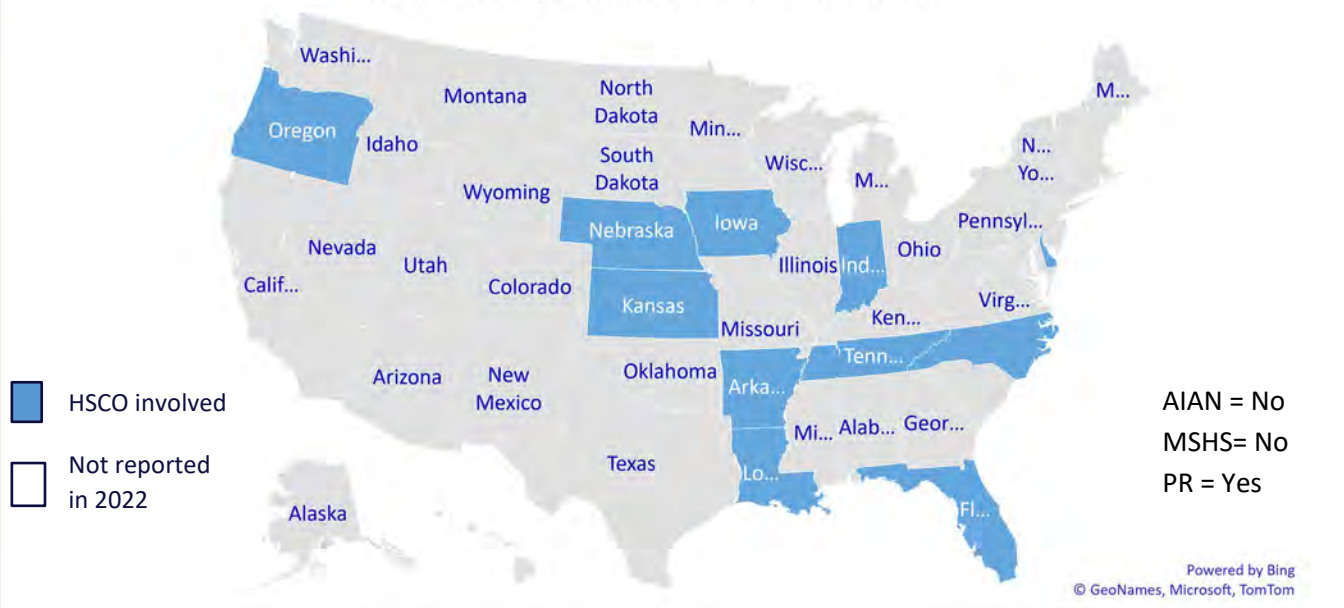 Washi...
Montana
North
Dakota
M...
Oregon
Idaho
Min...
South
Dakota
Wisc...
M...
N...
Yo...
Wyoming
Nebraska
Iowa
Pennsyl...
Nevada
Utah
Illinois
Ind...
Ohio
Calif...
Colorado
Kansas
Virg...
Missouri
Ken...
Arizona
New
Mexico
Oklahoma
Arka...
Tenn...
Mi...
Alab...
Geor...
Texas
Lo...
Fl...
Alaska
HSCO involved
Not reported
in 2022
AIAN = No
MSHS= No
PR = Yes
Powered by Bing
© GeoNames, Microsoft, TomTom